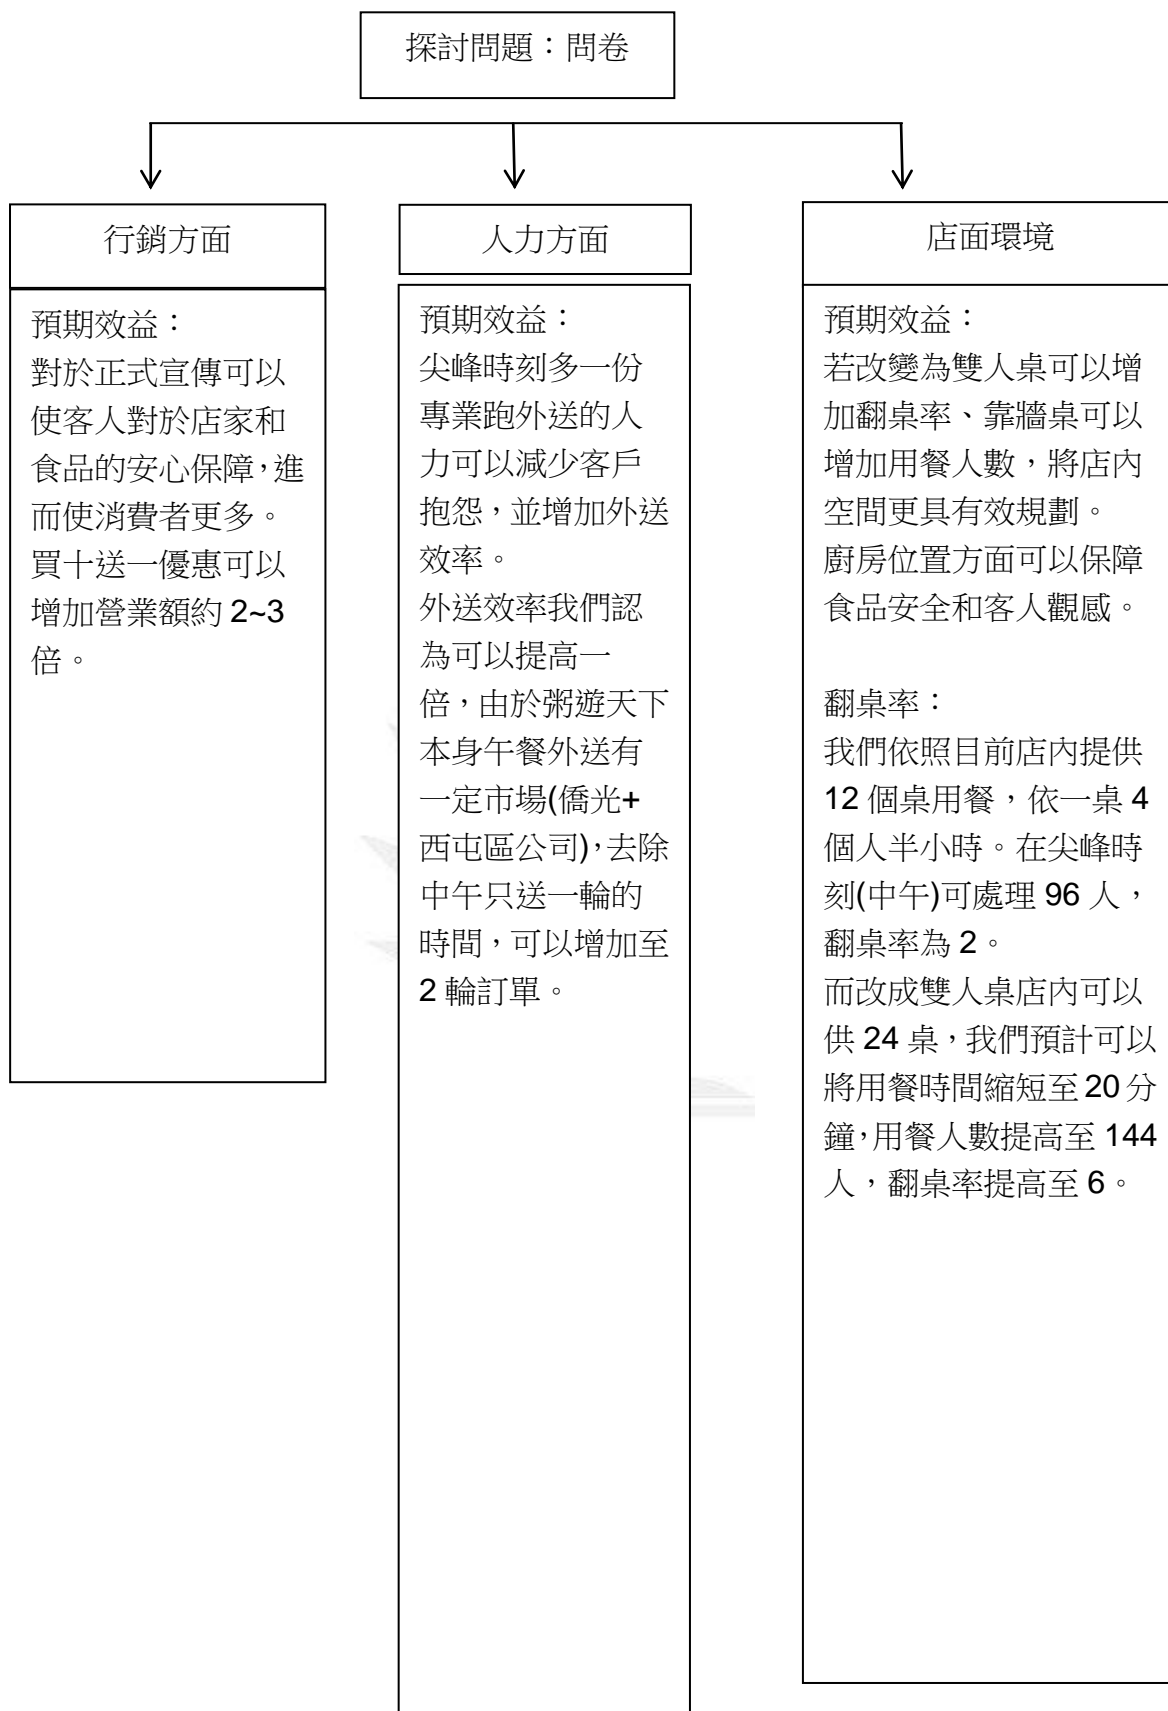 探討問題：問卷
行銷方面
預期效益：
對於正式宣傳可以
使客人對於店家和
食品的安心保障，進
而使消費者更多。
買十送一優惠可以
增加營業額約 2~3
倍。
人力方面
預期效益：
尖峰時刻多一份
專業跑外送的人
力可以減少客戶
抱怨，並增加外送
效率。
外送效率我們認
為可以提高一
倍，由於粥遊天下
本身午餐外送有
一定市場(僑光+
西屯區公司)，去除
中午只送一輪的
時間，可以增加至
2 輪訂單。
店面環境
預期效益：
若改變為雙人桌可以增
加翻桌率、靠牆桌可以
增加用餐人數，將店內
空間更具有效規劃。
廚房位置方面可以保障
食品安全和客人觀感。
翻桌率：
我們依照目前店內提供
12 個桌用餐，依一桌 4
個人半小時。在尖峰時
刻(中午)可處理 96 人，
翻桌率為 2。
而改成雙人桌店內可以
供 24 桌，我們預計可以
將用餐時間縮短至 20 分
鐘，用餐人數提高至 144
人，翻桌率提高至 6。